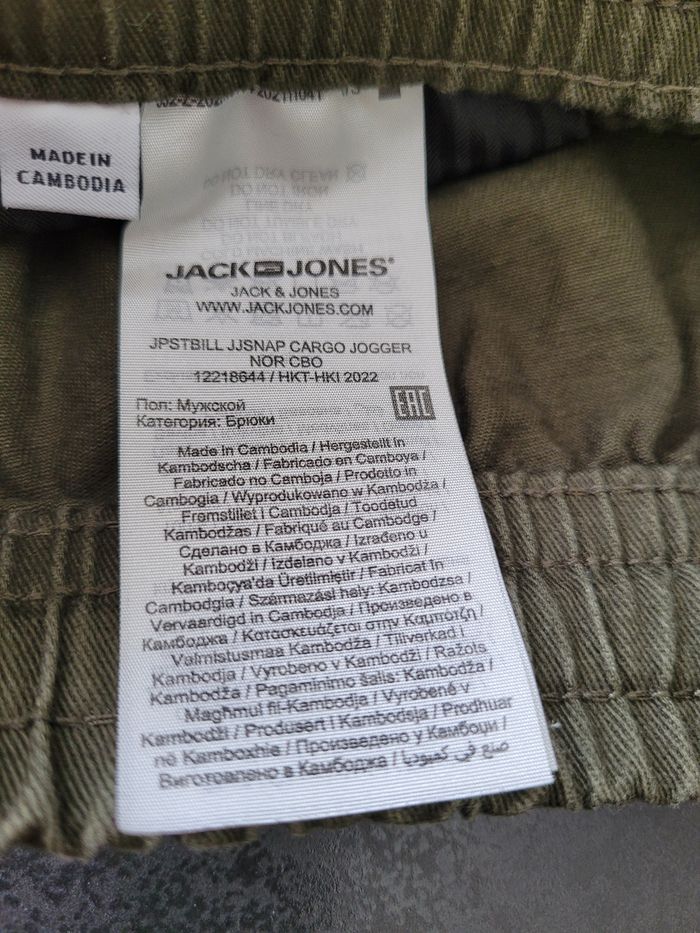 MADE IN
CAMBODIA
JACK JONES®
JACK & JONES
WWW.JACKJONES.COM
JPSTBILL JJSNAP CARGO JOGGER
NOR CBO
12218644 / HKT-HKI 2022
EAC
Пол: Мужской
Категория: Брюки
Made in Cambodia / Hergestellt in
Kambodscha / Fabricado en Camboya /
Fabricado no Camboja / Prodotto in
Cambogia / Wyprodukowano w Kambodża /
Fremstillet i Cambodja / Toodetud
Kambodžas / Fabriqué au Cambodge /
Сделано в Камбоджа / Izrađeno u
Kambodži / Izdelano v Kambodži /
Kamboçya'da Üretilmiştir / Fabricat în
Cambodgia / Származási hely: Kambodzsa /
Vervaardigd in Cambodja / Произведено в
Камбоджа / Κατασκευάζεται στην Καμπότζη /
Valmistusmaa Kambodža / Tillverkad i
Kambodja / Vyrobeno v Kambodži / Ražots
Kambodža / Pagaminimo šalis: Kambodža /
Magħmul fil-Kambodja / Vyrobené v
Kambodži / Produsert i Kambodsja / Prodhuar
në Kamboxhie / Произведено у Камбоџи /
Виготовлено в Камбоджа / صنع في كمبوديا